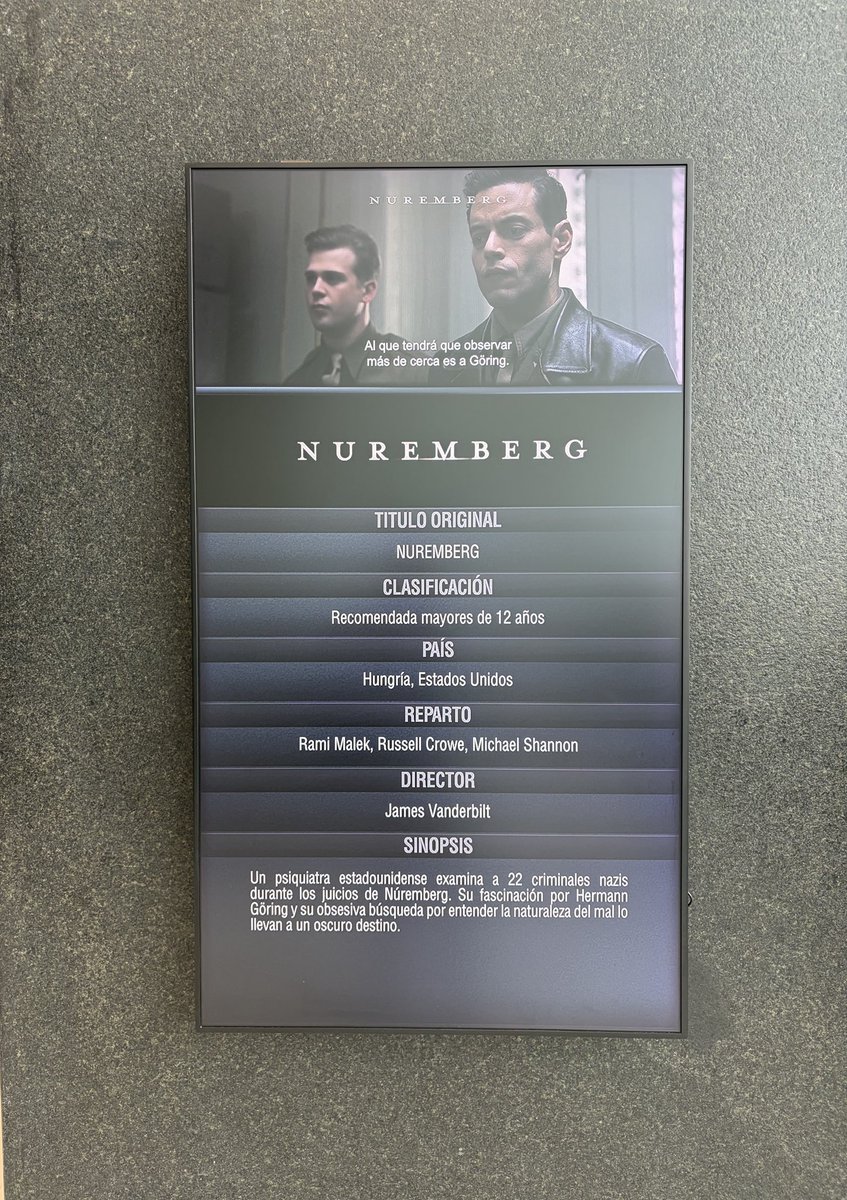 NUREMBERG
Al que tendrá que observar
más de cerca es a Göring.
NUREMBERG
TITULO ORIGINAL
NUREMBERG
CLASIFICACIÓN
Recomendada mayores de 12 años
PAÍS
Hungría, Estados Unidos
REPARTO
Rami Malek, Russell Crowe, Michael Shannon
DIRECTOR
James Vanderbilt
SINOPSIS
Un psiquiatra estadounidense examina a 22 criminales nazis
durante los juicios de Núremberg. Su fascinación por Hermann
Göring y su obsesiva búsqueda por entender la naturaleza del mal lo
llevan a un oscuro destino.